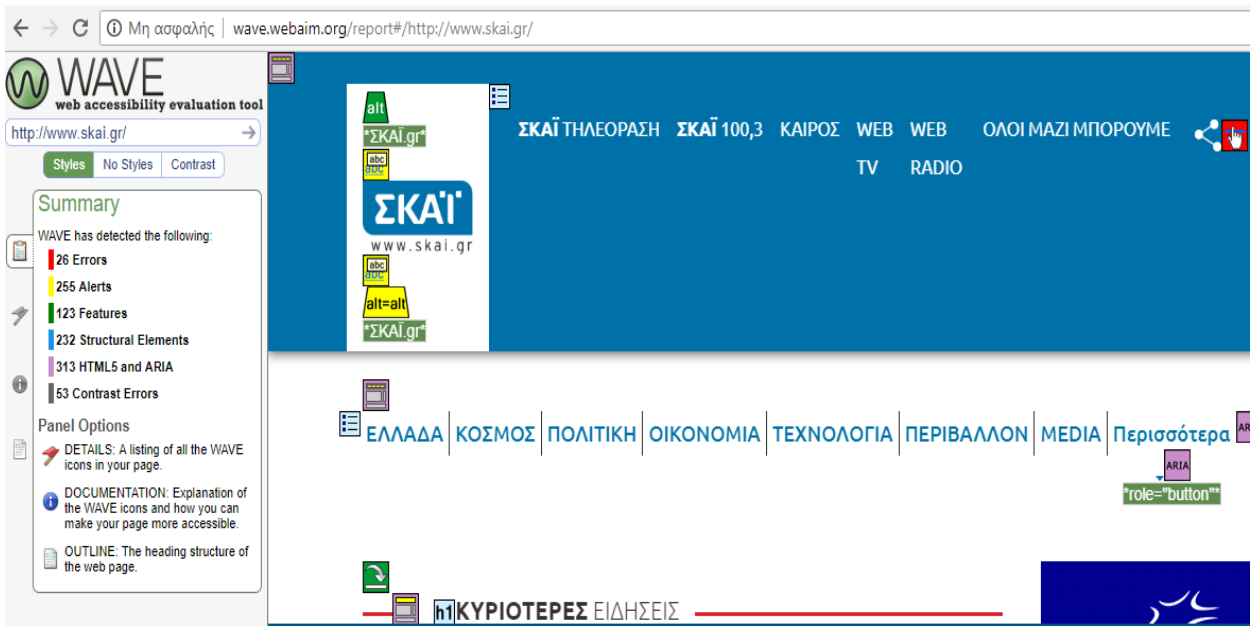 Μη ασφαλής | wave.webaim.org/report#/http://www.skai.gr/
WAVE
web accessibility evaluation tool
http://www.skai.gr/
Styles No Styles Contrast
Summary
WAVE has detected the following:
26 Errors
255 Alerts
123 Features
232 Structural Elements
313 HTML5 and ARIA
53 Contrast Errors
Panel Options
DETAILS: A listing of all the WAVE
icons in your page.
DOCUMENTATION: Explanation of
the WAVE icons and how you can
make your page more accessible.
OUTLINE: The heading structure of
the web page.
alt
*ΣΚΑΪ.gr*
abc
abc
ΣΚΑΪ
www.skai.gr
abc
abc
alt=alt
*ΣΚΑΪ.gr*
ΣΚΑΪ ΤΗΛΕΟΡΑΣΗ ΣΚΑΪ 100,3 ΚΑΙΡΟΣ WEB WEB ΟΛΟΙ ΜΑΖΙ ΜΠΟΡΟΥΜΕ
TV RADIO
ΕΛΛΑΔΑ ΚΟΣΜΟΣ ΠΟΛΙΤΙΚΗ ΟΙΚΟΝΟΜΙΑ ΤΕΧΝΟΛΟΓΙΑ ΠΕΡΙΒΑΛΛΟΝ MEDIA Περισσότερα
ARIA
*role="button"*
h1 ΚΥΡΙΟΤΕΡΕΣ ΕΙΔΗΣΕΙΣ